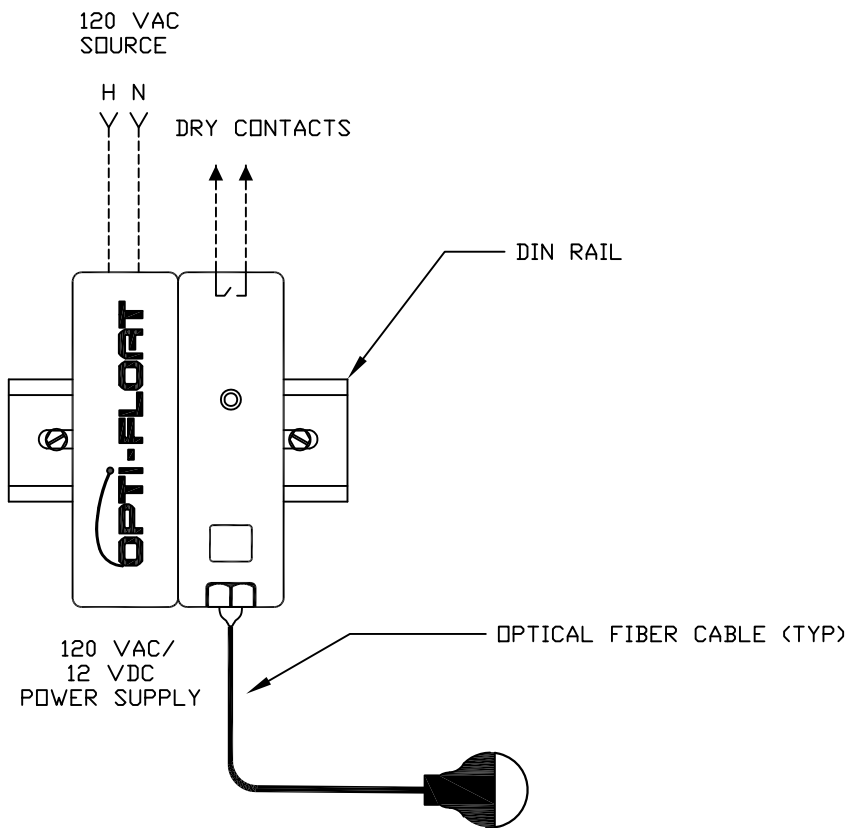 120 VAC
SOURCE
H N
DRY CONTACTS
DIN RAIL
OPTI-FLOAT
OPTICAL FIBER CABLE (TYP)
120 VAC/
12 VDC
POWER SUPPLY